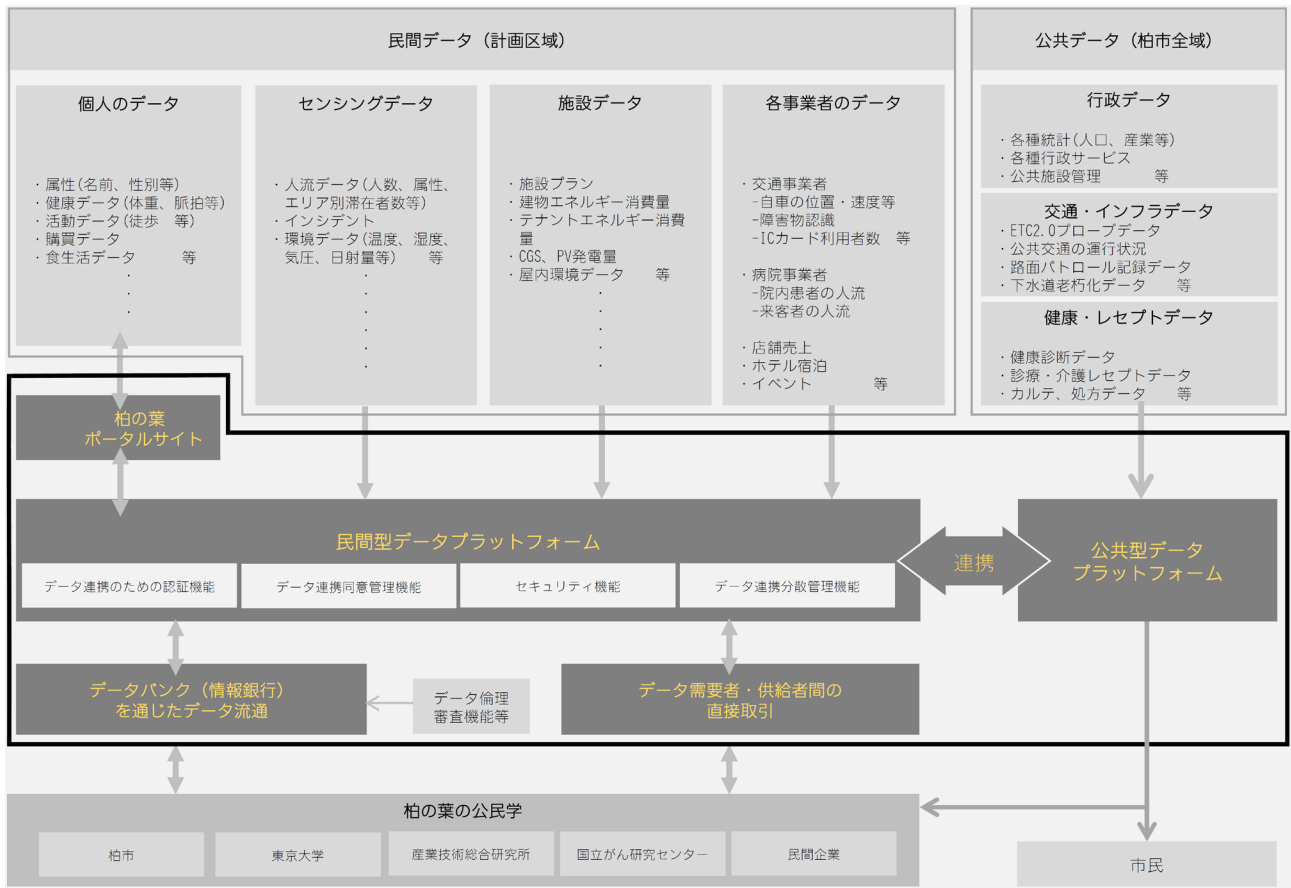 民間データ（計画区域）
個人のデータ
・属性(名前、性別等)
・健康データ(体重、脈拍等)
・活動データ(徒歩　等)
・購買データ
・食生活データ　　　等
・
・
・
センシングデータ
・人流データ(人数、属性、
エリア別滞在者数等)
・インシデント
・環境データ(温度、湿度、
気圧、日射量等)　　等
・
・
・
・
・
・
施設データ
・施設プラン
・建物エネルギー消費量
・テナントエネルギー消費
量
・CGS、PV発電量
・屋内環境データ　　等
・
・
・
・
・
各事業者のデータ
・交通事業者
-自車の位置・速度等
-障害物認識
-ICカード利用者数　等
・病院事業者
-院内患者の人流
-来客者の人流
・店舗売上
・ホテル宿泊
・イベント　　　　等
公共データ（柏市全域）
行政データ
・各種統計(人口、産業等)
・各種行政サービス
・公共施設管理　　　等
交通・インフラデータ
・ETC2.0プローブデータ
・公共交通の運行状況
・路面パトロール記録データ
・下水道老朽化データ　　等
健康・レセプトデータ
・健康診断データ
・診療・介護レセプトデータ
・カルテ、処方データ　　等
柏の葉
ポータルサイト
民間型データプラットフォーム
データ連携のための認証機能
データ連携同意管理機能
セキュリティ機能
データ連携分散管理機能
連携
公共型データ
プラットフォーム
データバンク（情報銀行）
を通じたデータ流通
データ倫理
審査機能等
データ需要者・供給者間の
直接取引
柏の葉の公民学
柏市
東京大学
産業技術総合研究所
国立がん研究センター
民間企業
市民